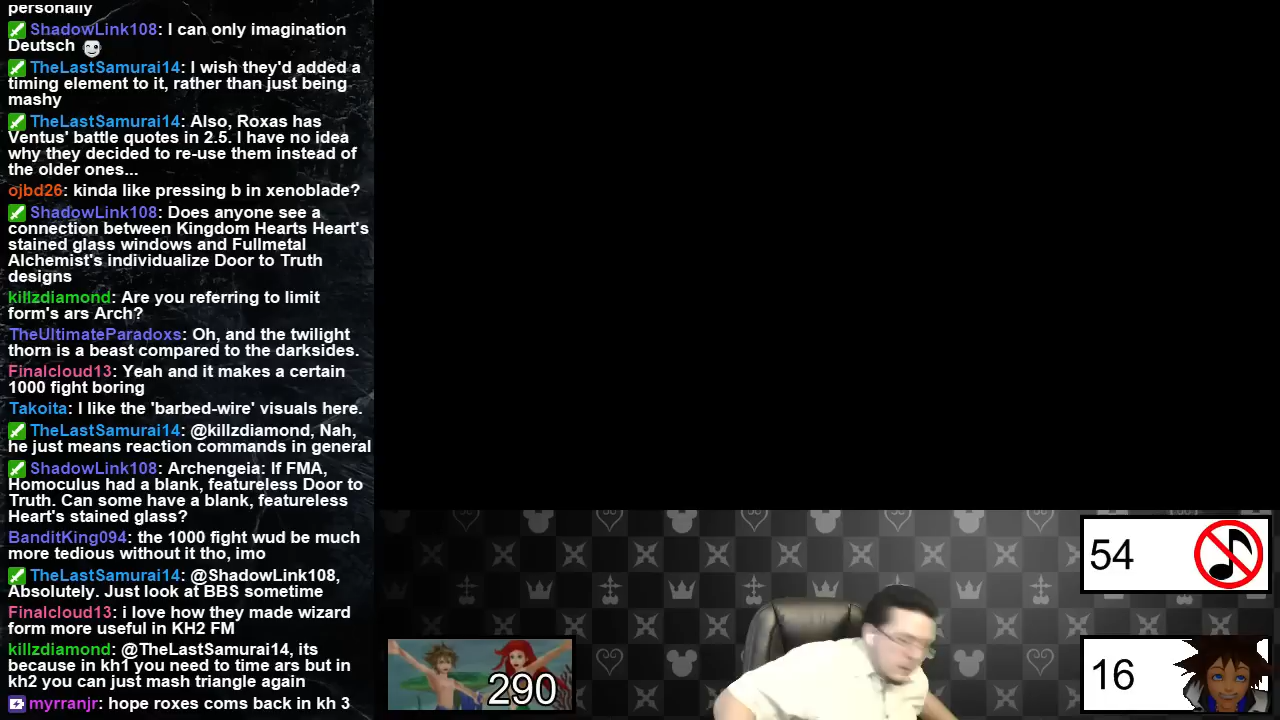 personally
ShadowLink108: I can only imagination
Deutsch
TheLastSamurai14: I wish they'd added a
timing element to it, rather than just being
mashy
TheLastSamurai14: Also, Roxas has
Ventus' battle quotes in 2.5. I have no idea
why they decided to re-use them instead of
the older ones...
ojbd26: kinda like pressing b in xenoblade?
ShadowLink108: Does anyone see a
connection between Kingdom Hearts Heart's
stained glass windows and Fullmetal
Alchemist's individualize Door to Truth
designs
killzdiamond: Are you referring to limit
form's ars Arch?
TheUltimateParadoxs: Oh, and the twilight
thorn is a beast compared to the darksides.
Finalcloud13: Yeah and it makes a certain
1000 fight boring
Takoita: I like the 'barbed-wire' visuals here.
TheLastSamurai14: @killzdiamond, Nah,
he just means reaction commands in general
ShadowLink108: Archengeia: If FMA,
Homoculus had a blank, featureless Door to
Truth. Can some have a blank, featureless
Heart's stained glass?
BanditKing094: the 1000 fight wud be much
more tedious without it tho, imo
TheLastSamurai14: @ShadowLink108,
Absolutely. Just look at BBS sometime
Finalcloud13: i love how they made wizard
form more useful in KH2 FM
killzdiamond: @TheLastSamurai14, its
because in kh1 you need to time ars but in
kh2 you can just mash triangle again
myrranjr: hope roxes coms back in kh 3
54
290
16